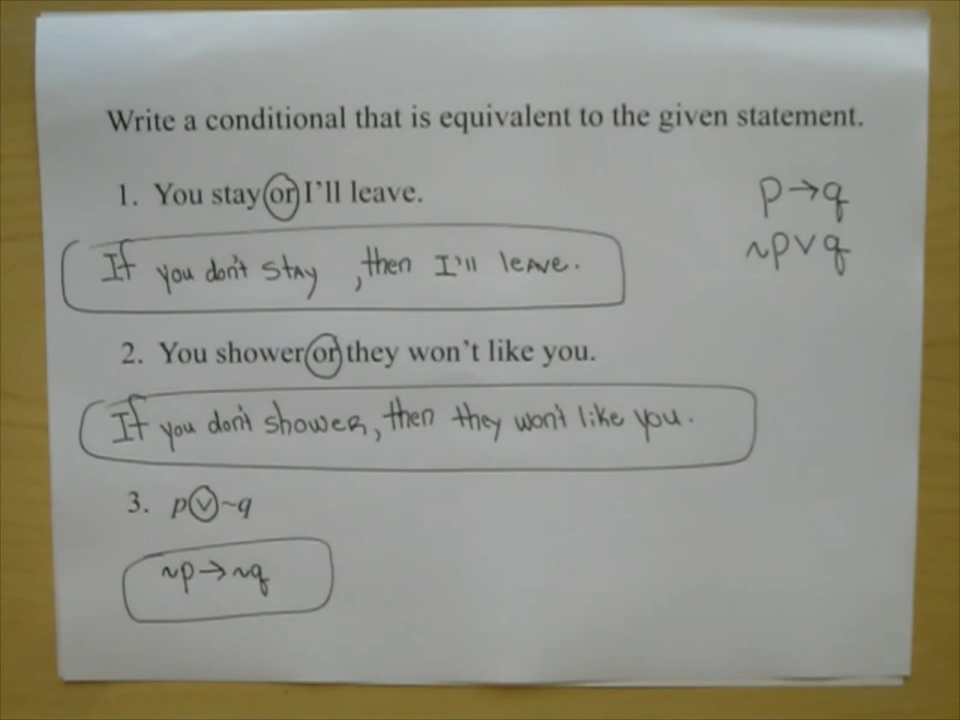 Write a conditional that is equivalent to the given statement.
1. You stay or I'll leave.
p→q
~p∨q
If you don't stay, then I'll leave.
2. You shower or they won't like you.
If you don't shower, then they won't like you.
3. p∨~q
~p→~q